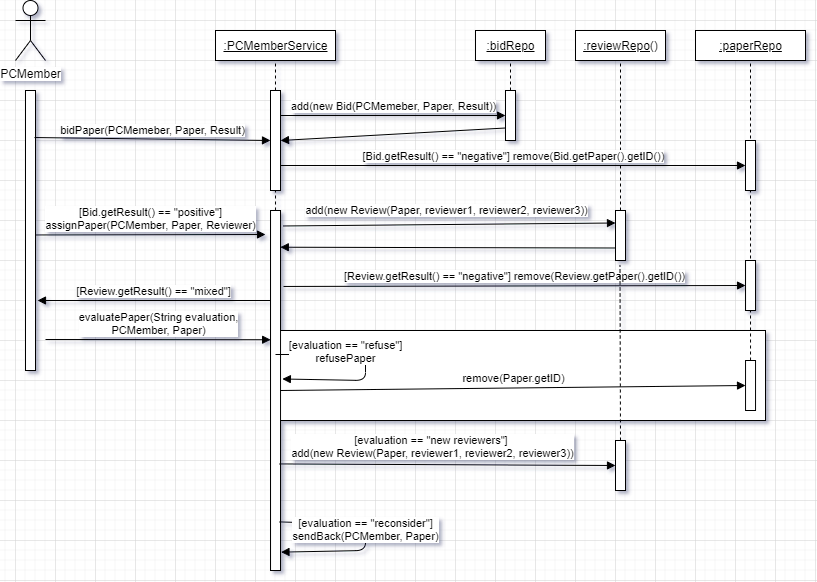 PCMember
:PCMemberService
:bidRepo
:reviewRepo()
:paperRepo
add(new Bid(PCMemeber, Paper, Result))
bidPaper(PCMemeber, Paper, Result)
[Bid.getResult() == "negative"] remove(Bid.getPaper().getID())
[Bid.getResult() == "positive"]
assignPaper(PCMember, Paper, Reviewer)
add(new Review(Paper, reviewer1, reviewer2, reviewer3))
[Review.getResult() == "negative"] remove(Review.getPaper().getID())
[Review.getResult() == "mixed"]
evaluatePaper(String evaluation,
PCMember, Paper)
[evaluation == "refuse"]
refusePaper
remove(Paper.getID)
[evaluation == "new reviewers"]
add(new Review(Paper, reviewer1, reviewer2, reviewer3))
[evaluation == "reconsider"]
sendBack(PCMember, Paper)